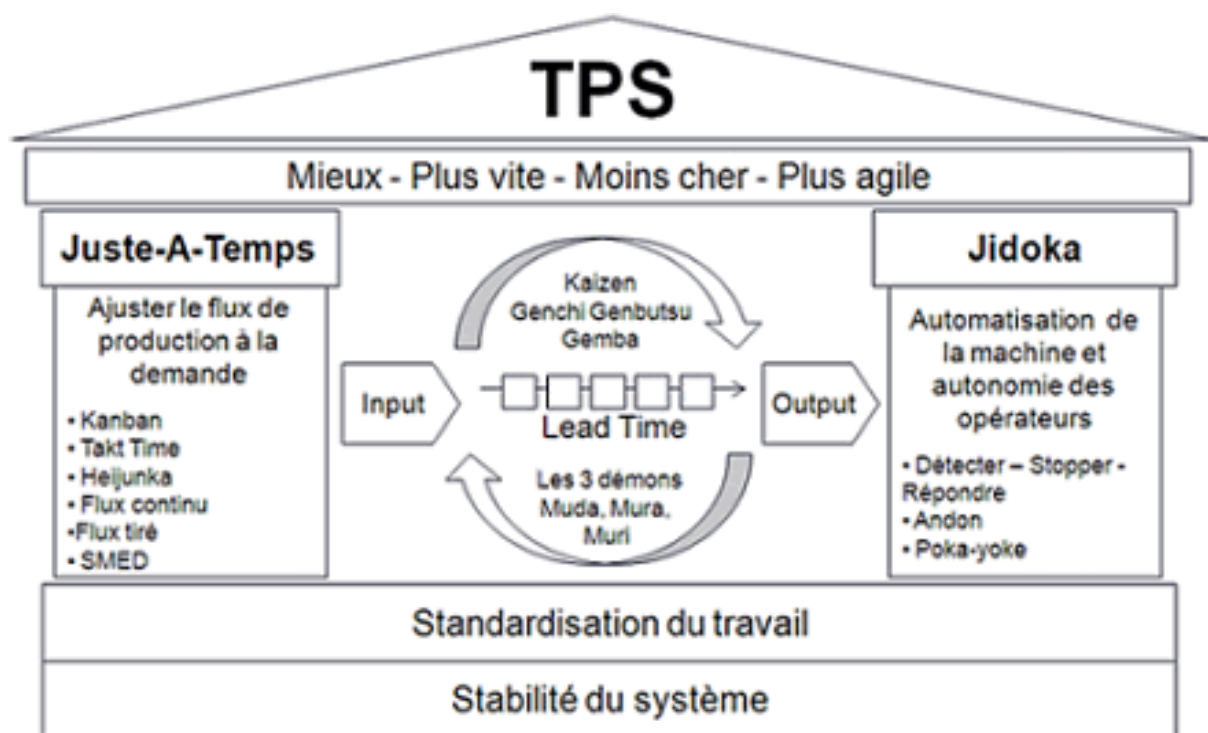 TPS
Mieux - Plus vite - Moins cher - Plus agile
Juste-A-Temps
Ajuster le flux de
production à la
demande
• Kanban
• Takt Time
• Heijunka
• Flux continu
•Flux tiré
• SMED
Input
Kaizen
Genchi Genbutsu
Gemba
Lead Time
Les 3 démons
Muda, Mura,
Muri
Output
Jidoka
Automatisation de
la machine et
autonomie des
opérateurs
• Détecter – Stopper -
Répondre
• Andon
• Poka-yoke
Standardisation du travail
Stabilité du système